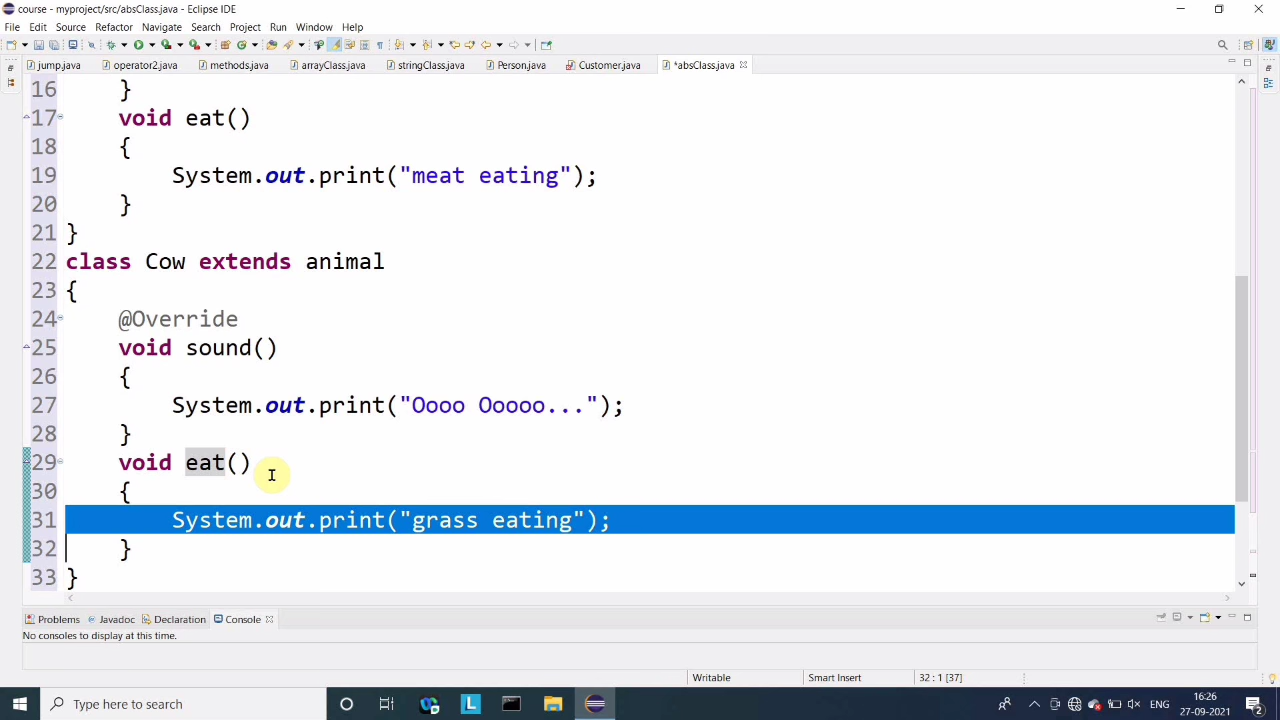 course - myproject/src/absClass.java - Eclipse IDE
File Edit Source Refactor Navigate Search Project Run Window Help
jump.java operator2.java methods.java arrayClass.java stringClass.java Person.java Customer.java *absClass.java
16 }
17 void eat()
18 {
19 System.out.print("meat eating");
20 }
21 }
22 class Cow extends animal
23 {
24 @Override
25 void sound()
26 {
27 System.out.print("Oooo Ooooo...");
28 }
29 void eat()
30 {
31 System.out.print("grass eating");
32 }
33 }
Problems Javadoc Declaration Console
No consoles to display at this time.
Writable Smart Insert 32 : 1 [37]
Type here to search L ENG 16:26 27-09-2021 2